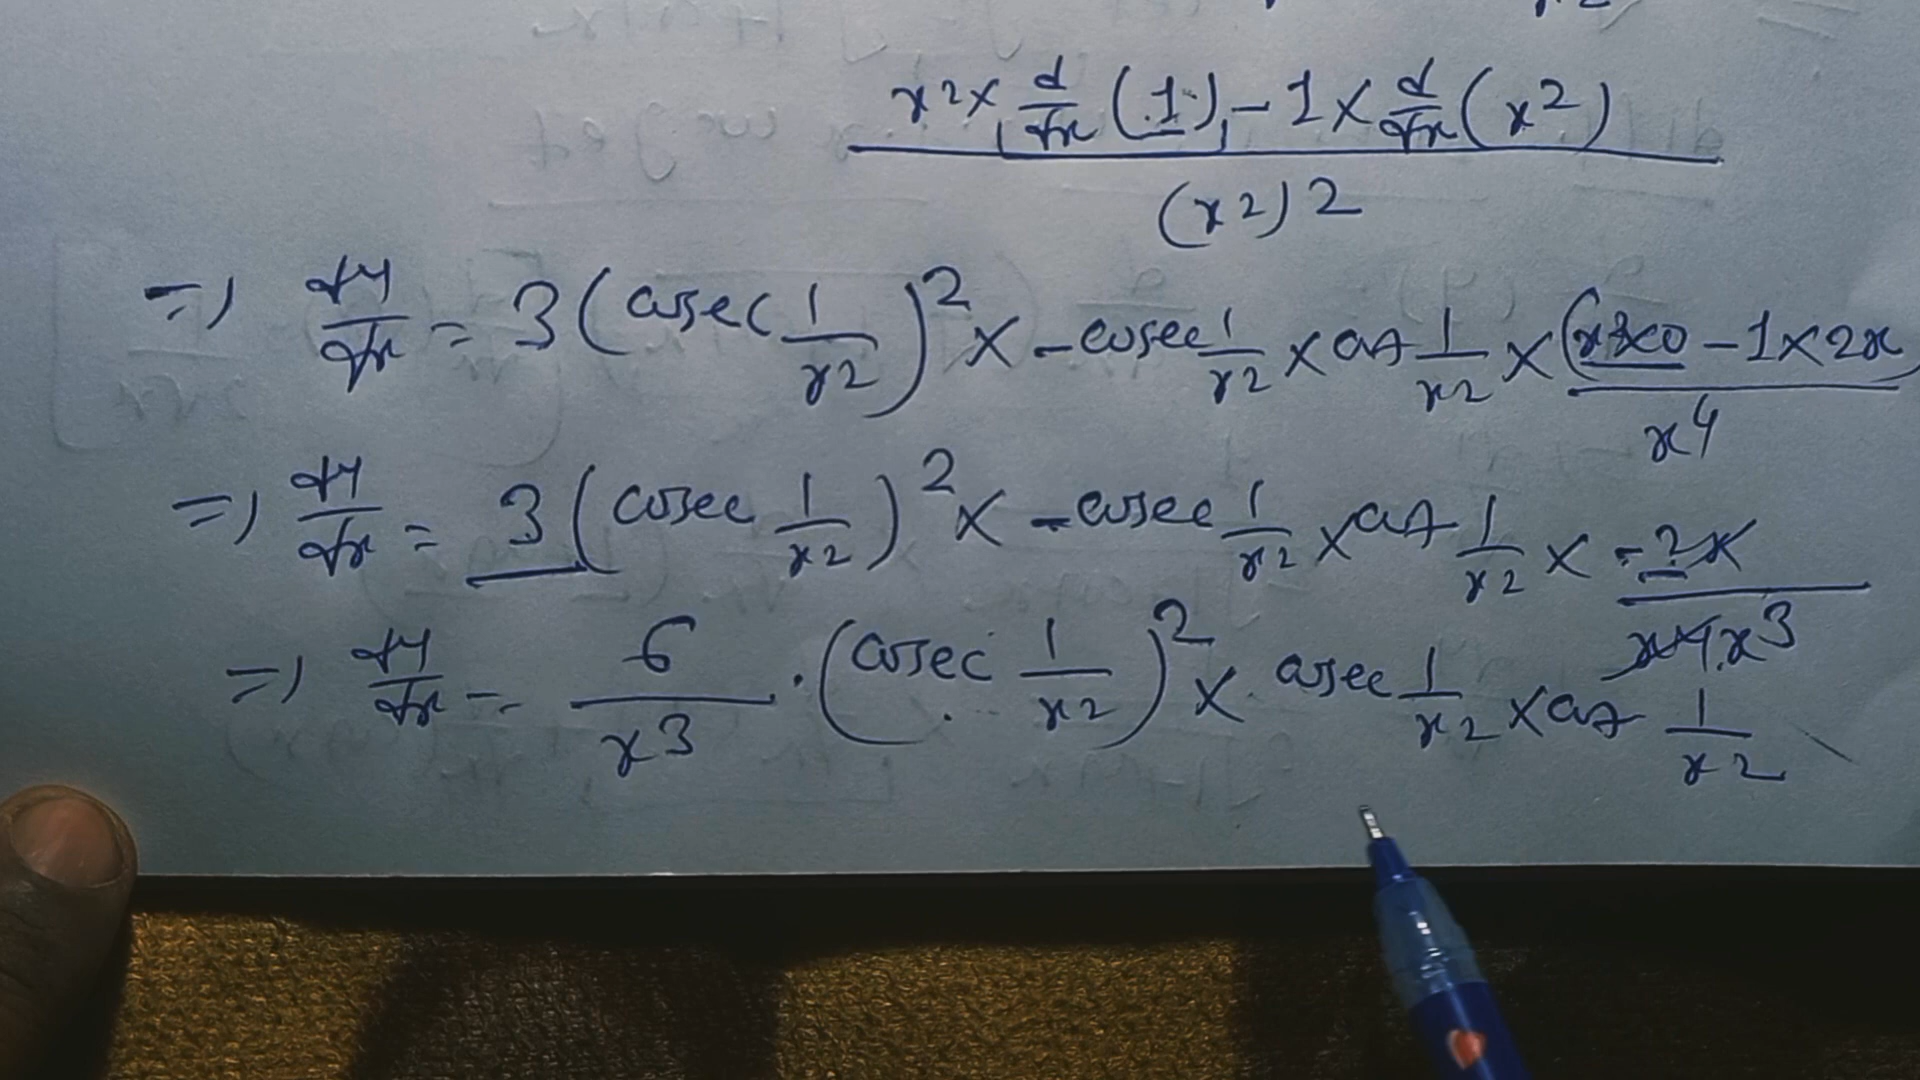 x2 × d/dx (1) - 1 × d/dx (x2)
(x2)2
=> dy/dx = 3(cosec 1/x2)2 × -cosec 1/x2 × cot 1/x2 × (x2×0 - 1×2x)/x4
=> dy/dx = 3(cosec 1/x2)2 × -cosec 1/x2 × cot 1/x2 × -2x/x4 x3
=> dy/dx = 6/x3 · (cosec 1/x2)2 × cosec 1/x2 × cot 1/x2